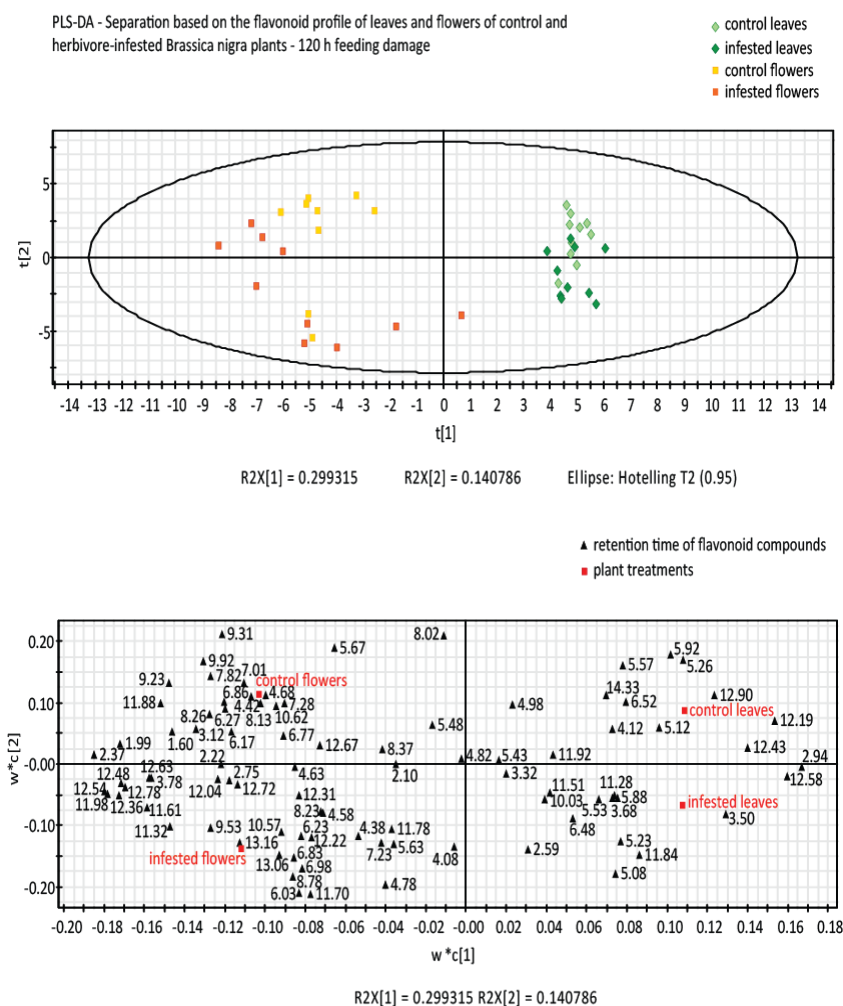 PLS-DA - Separation based on the flavonoid profile of leaves and flowers of control and
herbivore-infested Brassica nigra plants - 120 h feeding damage
control leaves
infested leaves
control flowers
infested flowers
5
0
-5
t[2]
-14 -13 -12 -11 -10 -9 -8 -7 -6 -5 -4 -3 -2 -1 0 1 2 3 4 5 6 7 8 9 10 11 12 13 14
t[1]
R2X[1] = 0.299315 R2X[2] = 0.140786 Ellipse: Hotelling T2 (0.95)
retention time of flavonoid compounds
plant treatments
0.20
0.10
-0.00
-0.10
-0.20
w*c[2]
9.31 8.02
5.67 5.92
9.92 5.57 5.26
9.23 7.82 7.01
control flowers
6.86 4.68 14.33 12.90
11.88 4.42 7.28 4.98 6.52
control leaves
8.26 6.27 8.13 10.62 12.19
3.12 5.48 4.12 5.12
1.99 1.60 6.17 6.77 12.67 12.43
2.37 2.22 8.37 4.82 5.43 11.92 2.94
12.63 2.75 4.63 2.10 3.32 12.58
12.48 3.78 12.72
12.54 12.78 12.04 12.31 11.51 11.28
11.98 12.36 11.61 10.03 5.88
infested leaves
8.23 4.58 5.53 3.68 3.50
11.32 9.53 10.57 6.23 4.38 11.78 6.48
13.16 12.22 5.63 5.23
infested flowers
13.06 6.83 7.23 4.08 2.59 11.84
6.98 5.08
8.78 4.78
6.03 11.70
-0.20 -0.18 -0.16 -0.14 -0.12 -0.10 -0.08 -0.06 -0.04 -0.02 -0.00 0.02 0.04 0.06 0.08 0.10 0.12 0.14 0.16 0.18
w*c[1]
R2X[1] = 0.299315 R2X[2] = 0.140786